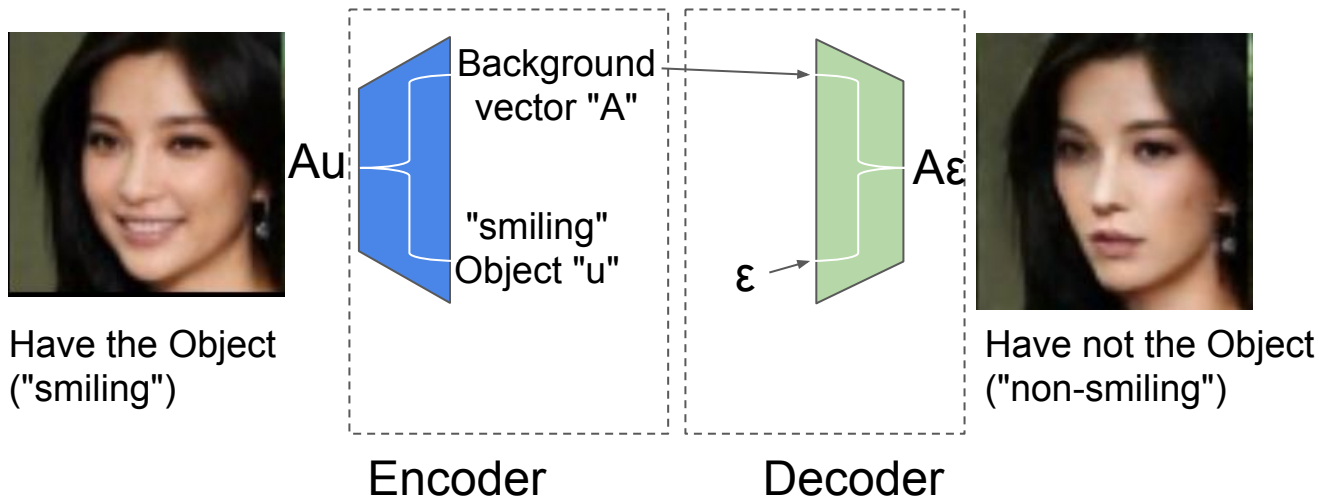 Background
vector "A"
Au
Aε
"smiling"
Object "u"
ε
Have the Object
("smiling")
Have not the Object
("non-smiling")
Encoder
Decoder